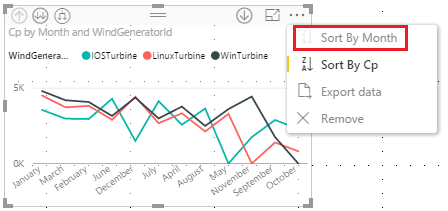 Cp by Month and WindGeneratorId
WindGenera... IOSTurbine LinuxTurbine WinTurbine
5K
0K
January
March
February
June
December
July
April
August
May
November
September
October
Sort By Month
Sort By Cp
Export data
Remove